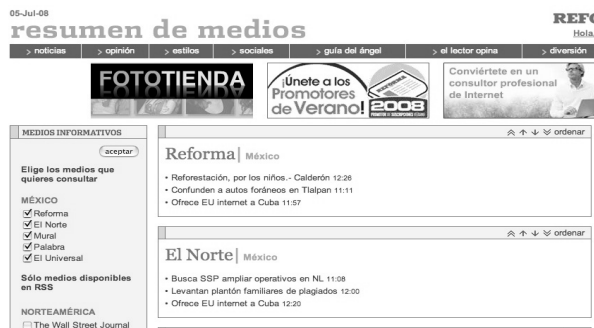 05-Jul-08
resumen de medios
REFO
Hola
> noticias > opinión > estilos > sociales > guía del ángel > el lector opina > diversión
FOTOTIENDA
¡Únete a los
Promotores
de Verano!
REFORMA
2008
Conviértete en un
consultor profesional
de Internet
MEDIOS INFORMATIVOS
aceptar
Elige los medios que
quieres consultar
MÉXICO
Reforma
El Norte
Mural
Palabra
El Universal
Sólo medios disponibles
en RSS
NORTEAMÉRICA
The Wall Street Journal
ordenar
Reforma| México
• Reforestación, por los niños.- Calderón 12:26
• Confunden a autos foráneos en Tlalpan 11:11
• Ofrece EU internet a Cuba 11:57
ordenar
El Norte| México
• Busca SSP ampliar operativos en NL 11:08
• Levantan plantón familiares de plagiados 12:00
• Ofrece EU internet a Cuba 12:20